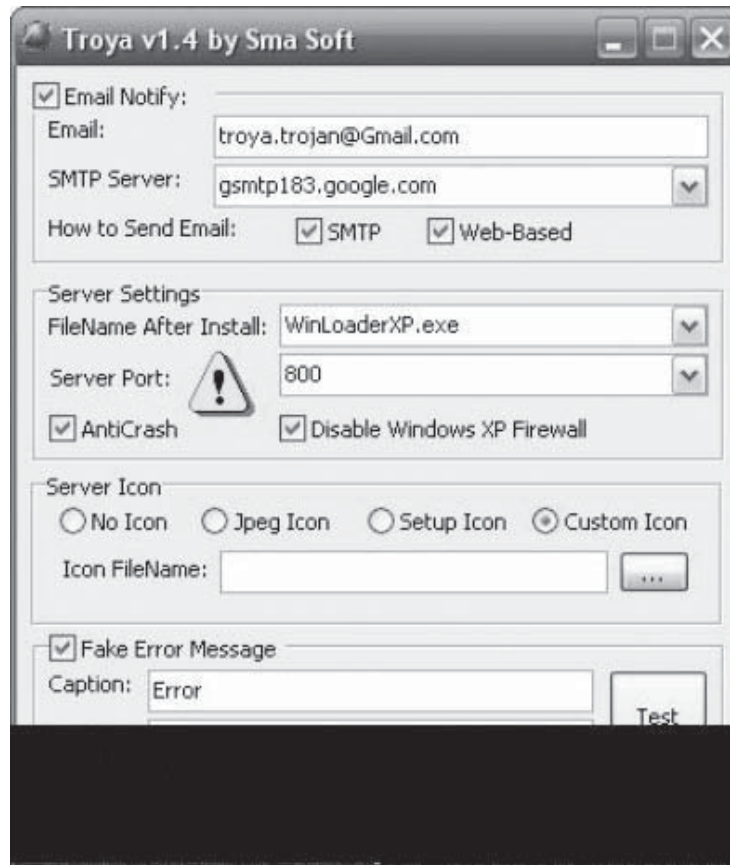 Troya v1.4 by Sma Soft
Email Notify:
Email: troya.trojan@Gmail.com
SMTP Server: gsmtp183.google.com
How to Send Email: SMTP Web-Based
Server Settings
FileName After Install: WinLoaderXP.exe
Server Port: 800
AntiCrash Disable Windows XP Firewall
Server Icon
No Icon Jpeg Icon Setup Icon Custom Icon
Icon FileName: ...
Fake Error Message
Caption: Error
Test